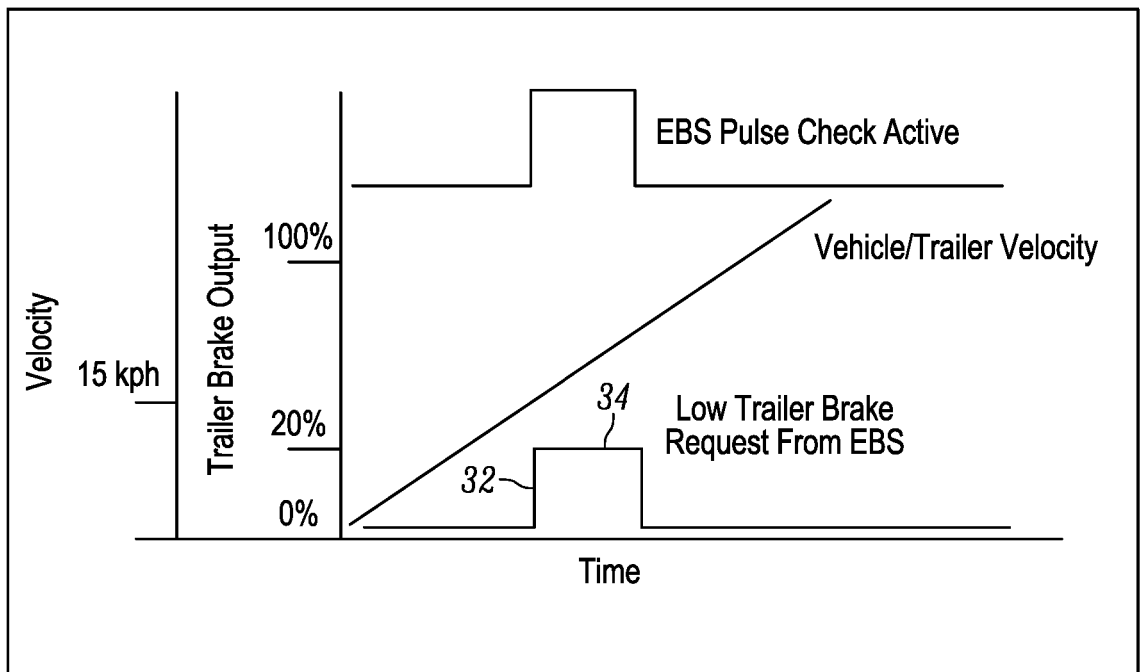 EBS Pulse Check Active
Vehicle/Trailer Velocity
Velocity
15 kph
Trailer Brake Output
100%
20%
0%
34
Low Trailer Brake
Request From EBS
32
Time